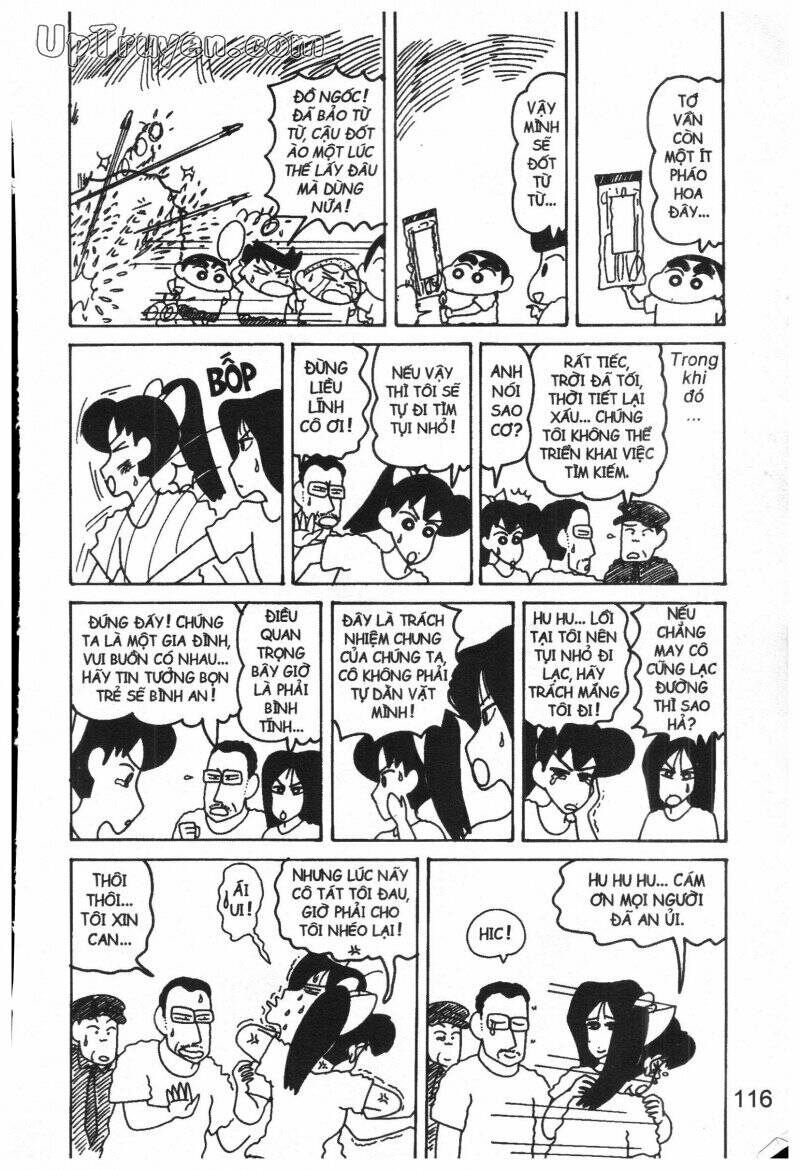 UpTruyen.com
TỚ
VẪN
CÒN
MỘT ÍT
PHÁO
HOA
ĐÂY...
VẬY
MÌNH
SẼ
ĐỐT
TỪ
TỪ...
ĐỒ NGỐC!
ĐÃ BẢO TỪ
TỪ, CẬU ĐỐT
ÀO MỘT LÚC
THẾ LẤY ĐÂU
MÀ DÙNG
NỮA!
Trong
khi
đó
...
RẤT TIẾC,
TRỜI ĐÃ TỐI,
THỜI TIẾT LẠI
XẤU... CHÚNG
TÔI KHÔNG THỂ
TRIỂN KHAI VIỆC
TÌM KIẾM.
ANH
NÓI
SAO
CƠ?
NẾU VẬY
THÌ TÔI SẼ
TỰ ĐI TÌM
TỤI NHỎ!
ĐỪNG
LIỀU
LĨNH
CÔ ƠI!
BỐP
NẾU
CHẲNG
MAY CÔ
CŨNG LẠC
ĐƯỜNG
THÌ SAO
HẢ?
HU HU... LỖI
TẠI TÔI NÊN
TỤI NHỎ ĐI
LẠC, HÃY
TRÁCH MẮNG
TÔI ĐI!
ĐÂY LÀ TRÁCH
NHIỆM CHUNG
CỦA CHÚNG TA,
CÔ KHÔNG PHẢI
TỰ DẰN VẶT
MÌNH!
ĐIỀU
QUAN
TRỌNG
BÂY GIỜ
LÀ PHẢI
BÌNH
TĨNH...
ĐÚNG ĐẤY! CHÚNG
TA LÀ MỘT GIA ĐÌNH,
VUI BUỒN CÓ NHAU...
HÃY TIN TƯỞNG BỌN
TRẺ SẼ BÌNH AN!
HU HU HU... CÁM
ƠN MỌI NGƯỜI
ĐÃ AN ỦI.
HIC!
NHƯNG LÚC NÃY
CÔ TÁT TÔI ĐAU,
GIỜ PHẢI CHO
TÔI NHÉO LẠI!
ÁI
UI!
THÔI
THÔI...
TÔI XIN
CAN...
116